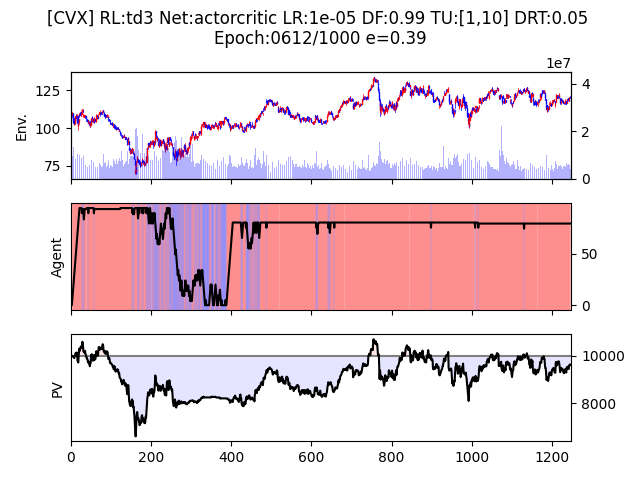 [CVX] RL:td3 Net:actorcritic LR:1e-05 DF:0.99 TU:[1,10] DRT:0.05
Epoch:0612/1000 e=0.39
1e7
125
100
75
Env.
4
2
0
Agent
50
0
PV
10000
8000
0
200
400
600
800
1000
1200